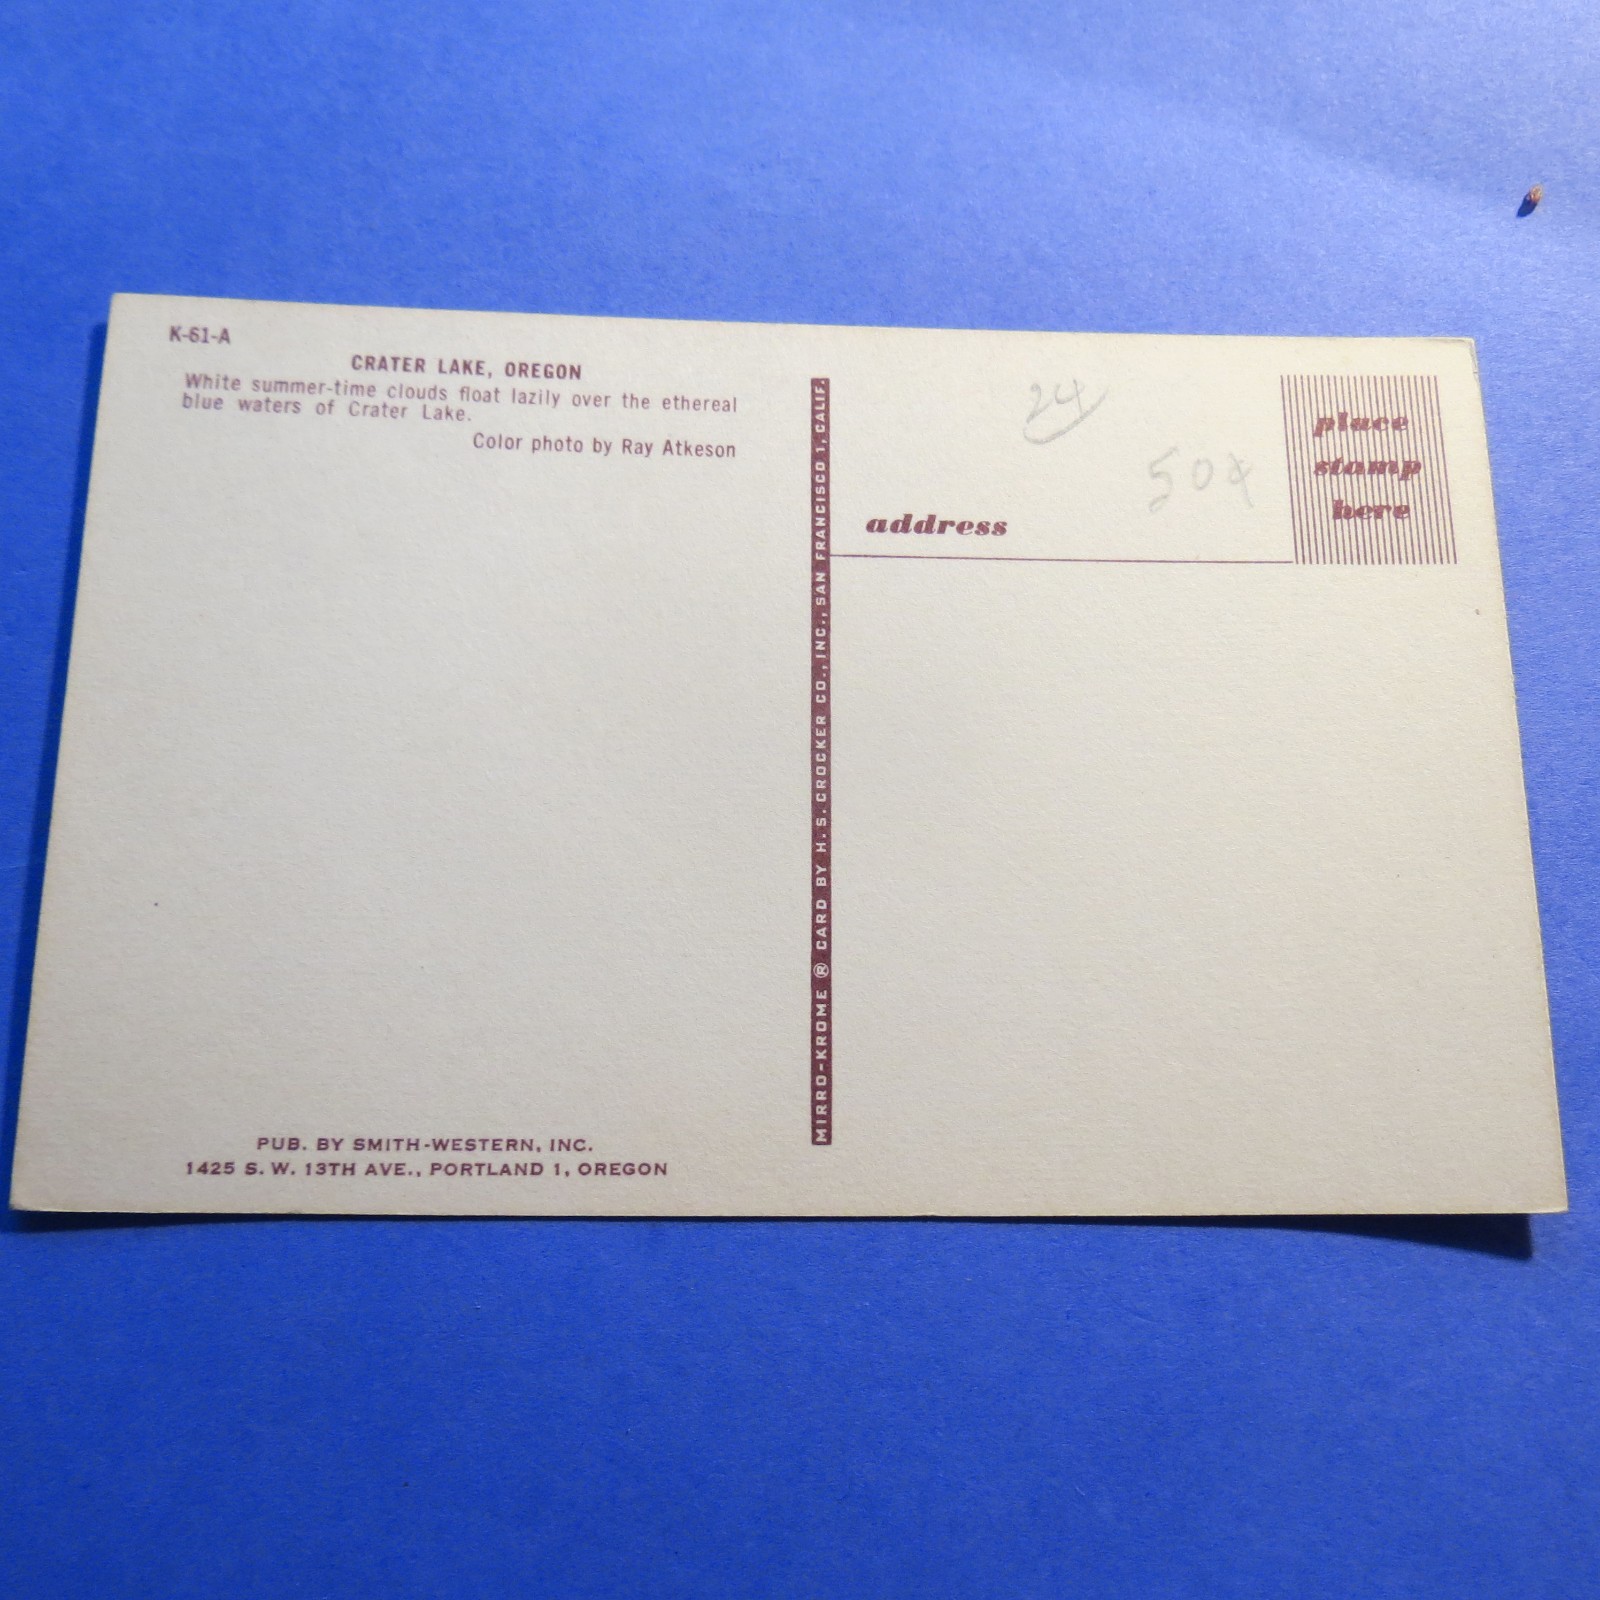 K-61-A
CRATER LAKE, OREGON
White summer-time clouds float lazily over the ethereal
blue waters of Crater Lake.
Color photo by Ray Atkeson
PUB. BY SMITH-WESTERN, INC.
1425 S. W. 13TH AVE., PORTLAND 1, OREGON
MIRRO-KROME ® CARD BY H. S. CROCKER CO., INC., SAN FRANCISCO 1, CALIF.
24
50¢
address
place
stamp
here